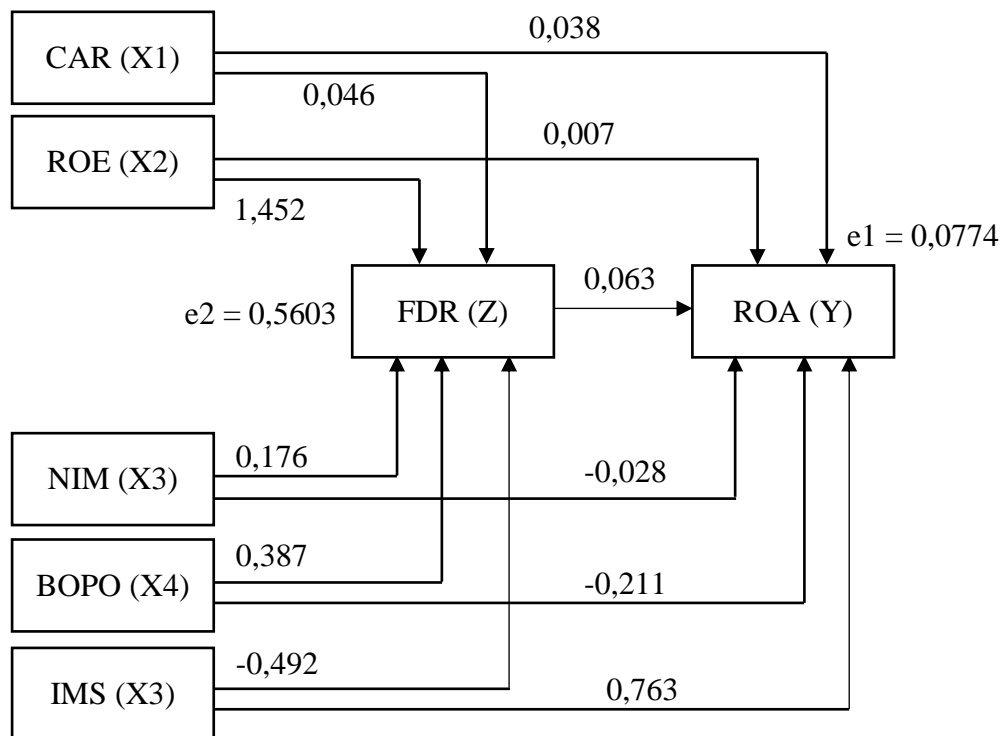 0,038
CAR (X1)
0,046
0,007
ROE (X2)
1,452
e1 = 0,0774
0,063
e2 = 0,5603
FDR (Z)
ROA (Y)
0,176
NIM (X3)
-0,028
0,387
BOPO (X4)
-0,211
-0,492
IMS (X3)
0,763